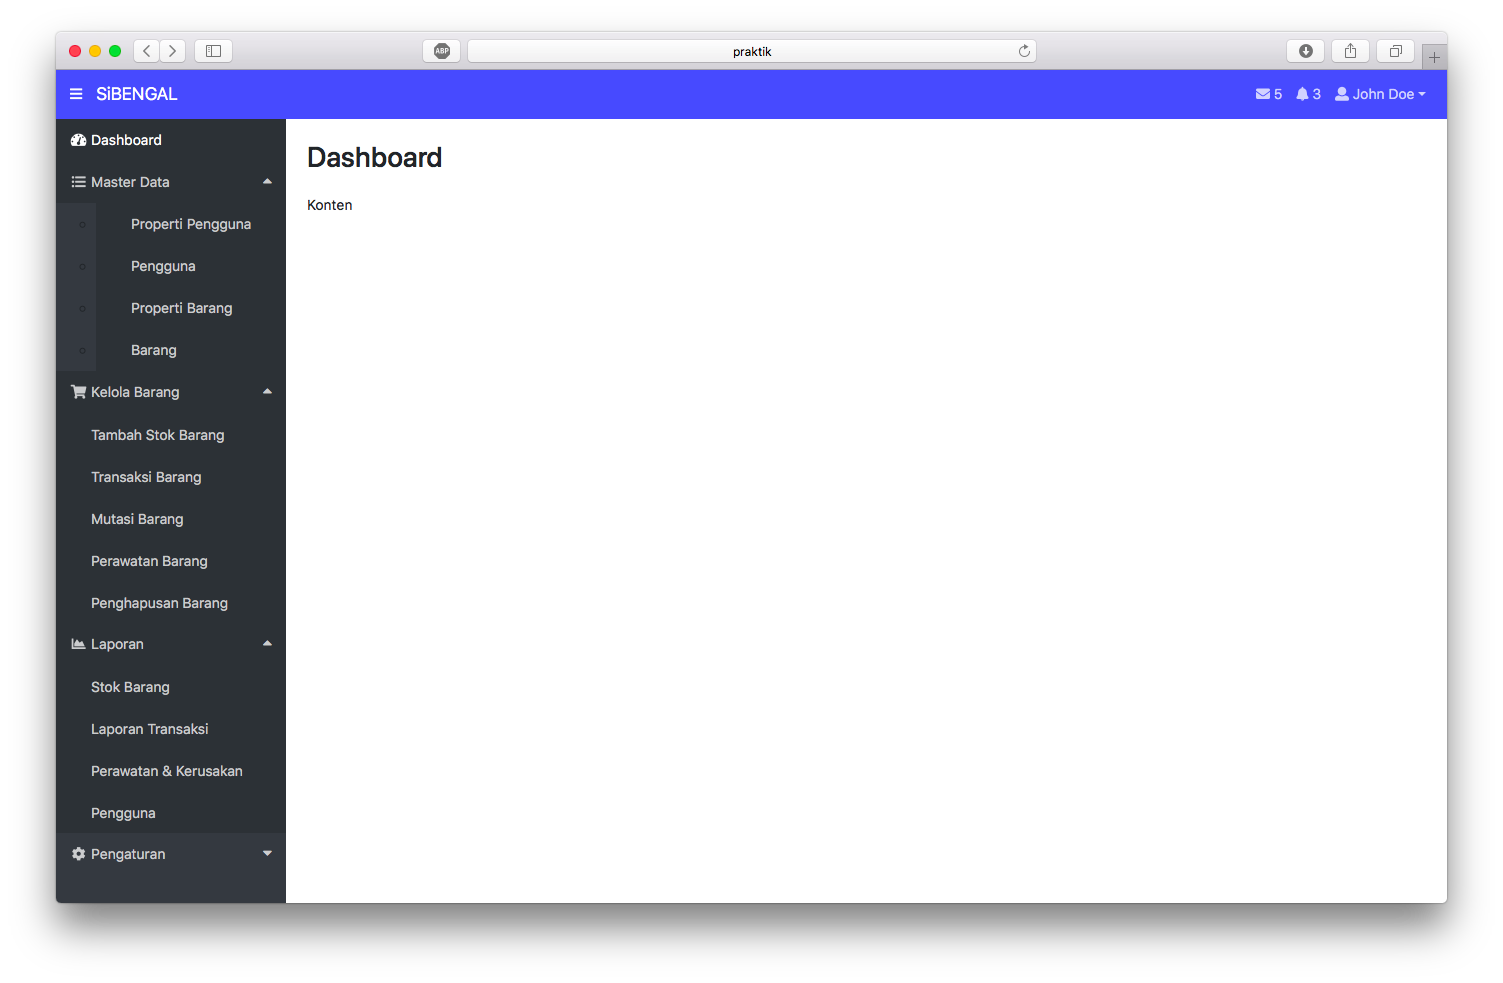 ABP
praktik
SiBENGAL
5
3
John Doe
Dashboard
Master Data
Properti Pengguna
Pengguna
Properti Barang
Barang
Kelola Barang
Tambah Stok Barang
Transaksi Barang
Mutasi Barang
Perawatan Barang
Penghapusan Barang
Laporan
Stok Barang
Laporan Transaksi
Perawatan & Kerusakan
Pengguna
Pengaturan
Dashboard
Konten